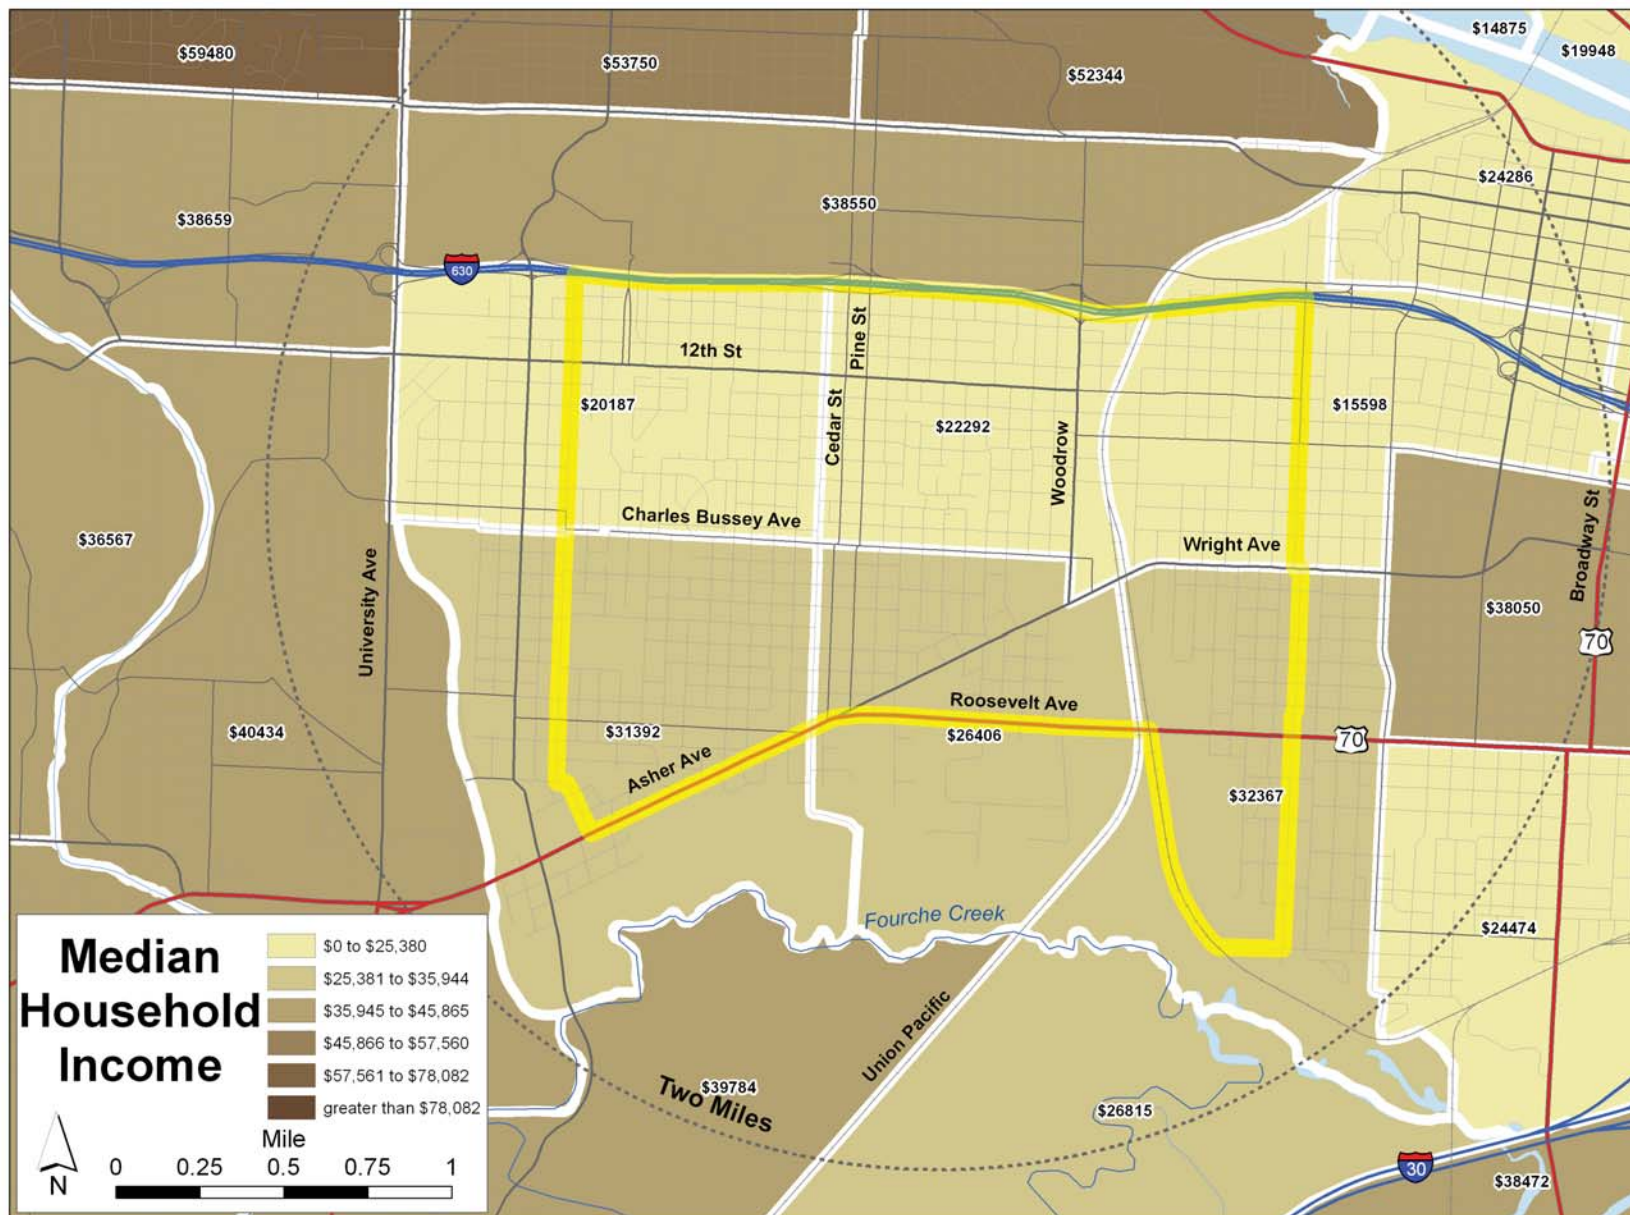 $59480
$53750
$52344
$14875
$19948
$24286
$38659
$38550
630
12th St
Pine St
Cedar St
$20187
$22292
Woodrow
$15598
Charles Bussey Ave
Wright Ave
$36567
University Ave
Broadway St
$38050
70
$40434
$31392
Asher Ave
Roosevelt Ave
$26406
70
$32367
Fourche Creek
$24474
Union Pacific
$39784
Two Miles
$26815
30
$38472
Median
Household
Income
$0 to $25,380
$25,381 to $35,944
$35,945 to $45,865
$45,866 to $57,560
$57,561 to $78,082
greater than $78,082
Mile
0 0.25 0.5 0.75 1
N